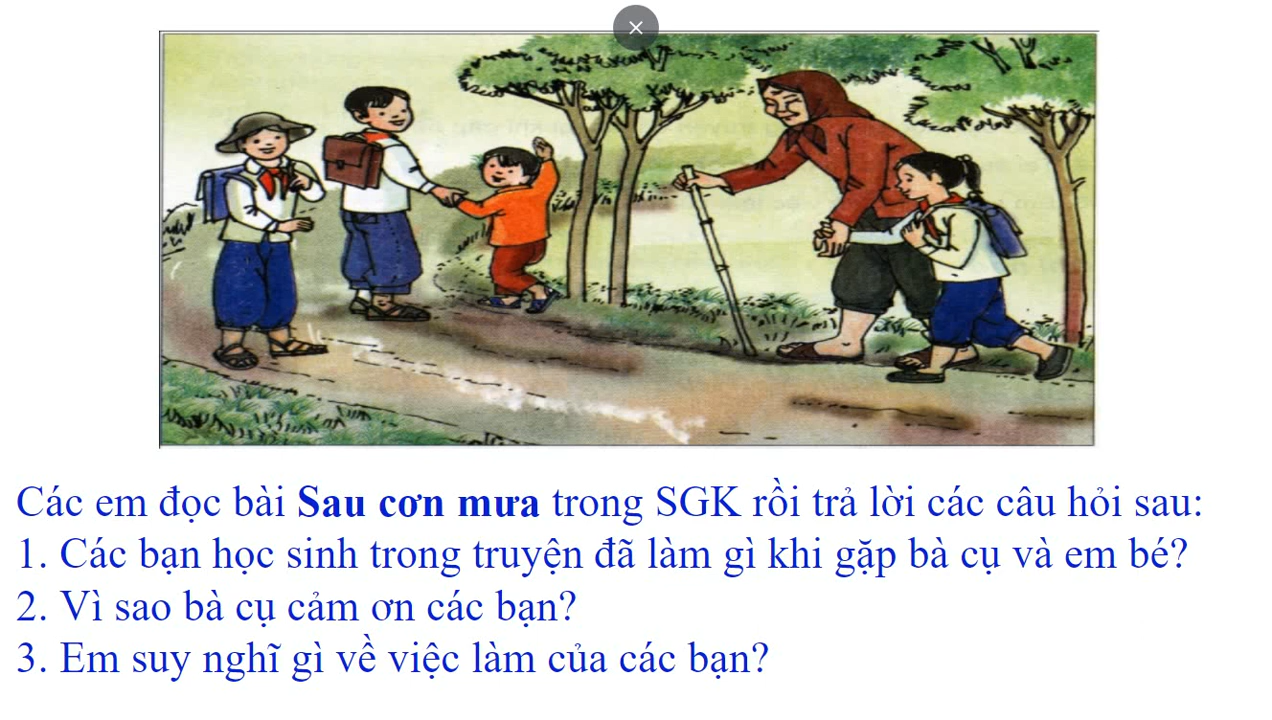 Các em đọc bài Sau cơn mưa trong SGK rồi trả lời các câu hỏi sau:
1. Các bạn học sinh trong truyện đã làm gì khi gặp bà cụ và em bé?
2. Vì sao bà cụ cảm ơn các bạn?
3. Em suy nghĩ gì về việc làm của các bạn?